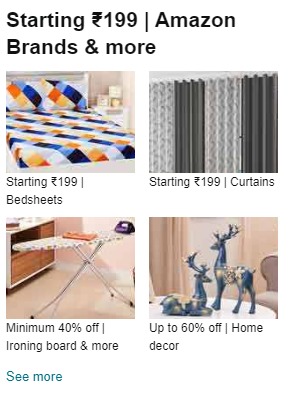 Starting ₹199 | Amazon
Brands & more
Starting ₹199 |
Bedsheets
Starting ₹199 | Curtains
Minimum 40% off |
Ironing board & more
Up to 60% off | Home
decor
See more